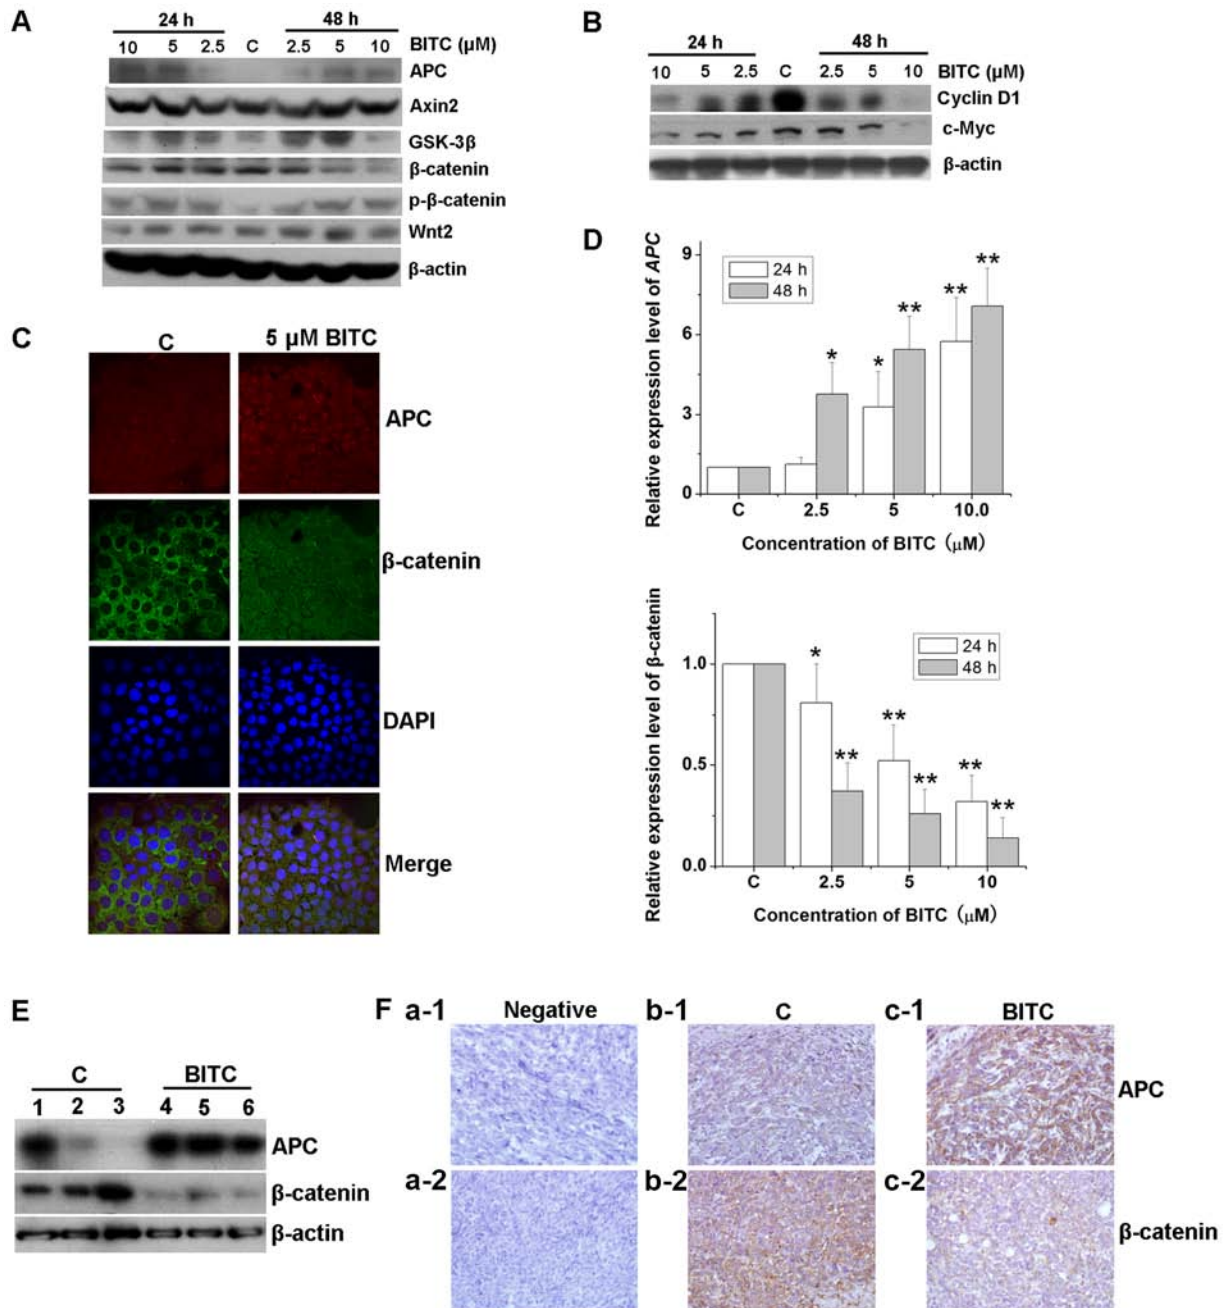 A
24 h
48 h
10 5 2.5 C 2.5 5 10 BITC (µM)
APC
Axin2
GSK-3β
β-catenin
p-β-catenin
Wnt2
β-actin
B
24 h
48 h
10 5 2.5 C 2.5 5 10 BITC (µM)
Cyclin D1
c-Myc
β-actin
C
C
5 µM BITC
APC
β-catenin
DAPI
Merge
D
Relative expression level of APC
9
6
3
0
24 h
48 h
* * ** ** **
C 2.5 5 10.0
Concentration of BITC (µM)
Relative expression level of β-catenin
1.0
0.5
0.0
24 h
48 h
* ** ** ** ** **
C 2.5 5 10
Concentration of BITC (µM)
E
C
BITC
1 2 3 4 5 6
APC
β-catenin
β-actin
F
a-1 Negative
b-1 C
c-1 BITC
APC
a-2
b-2
c-2
β-catenin